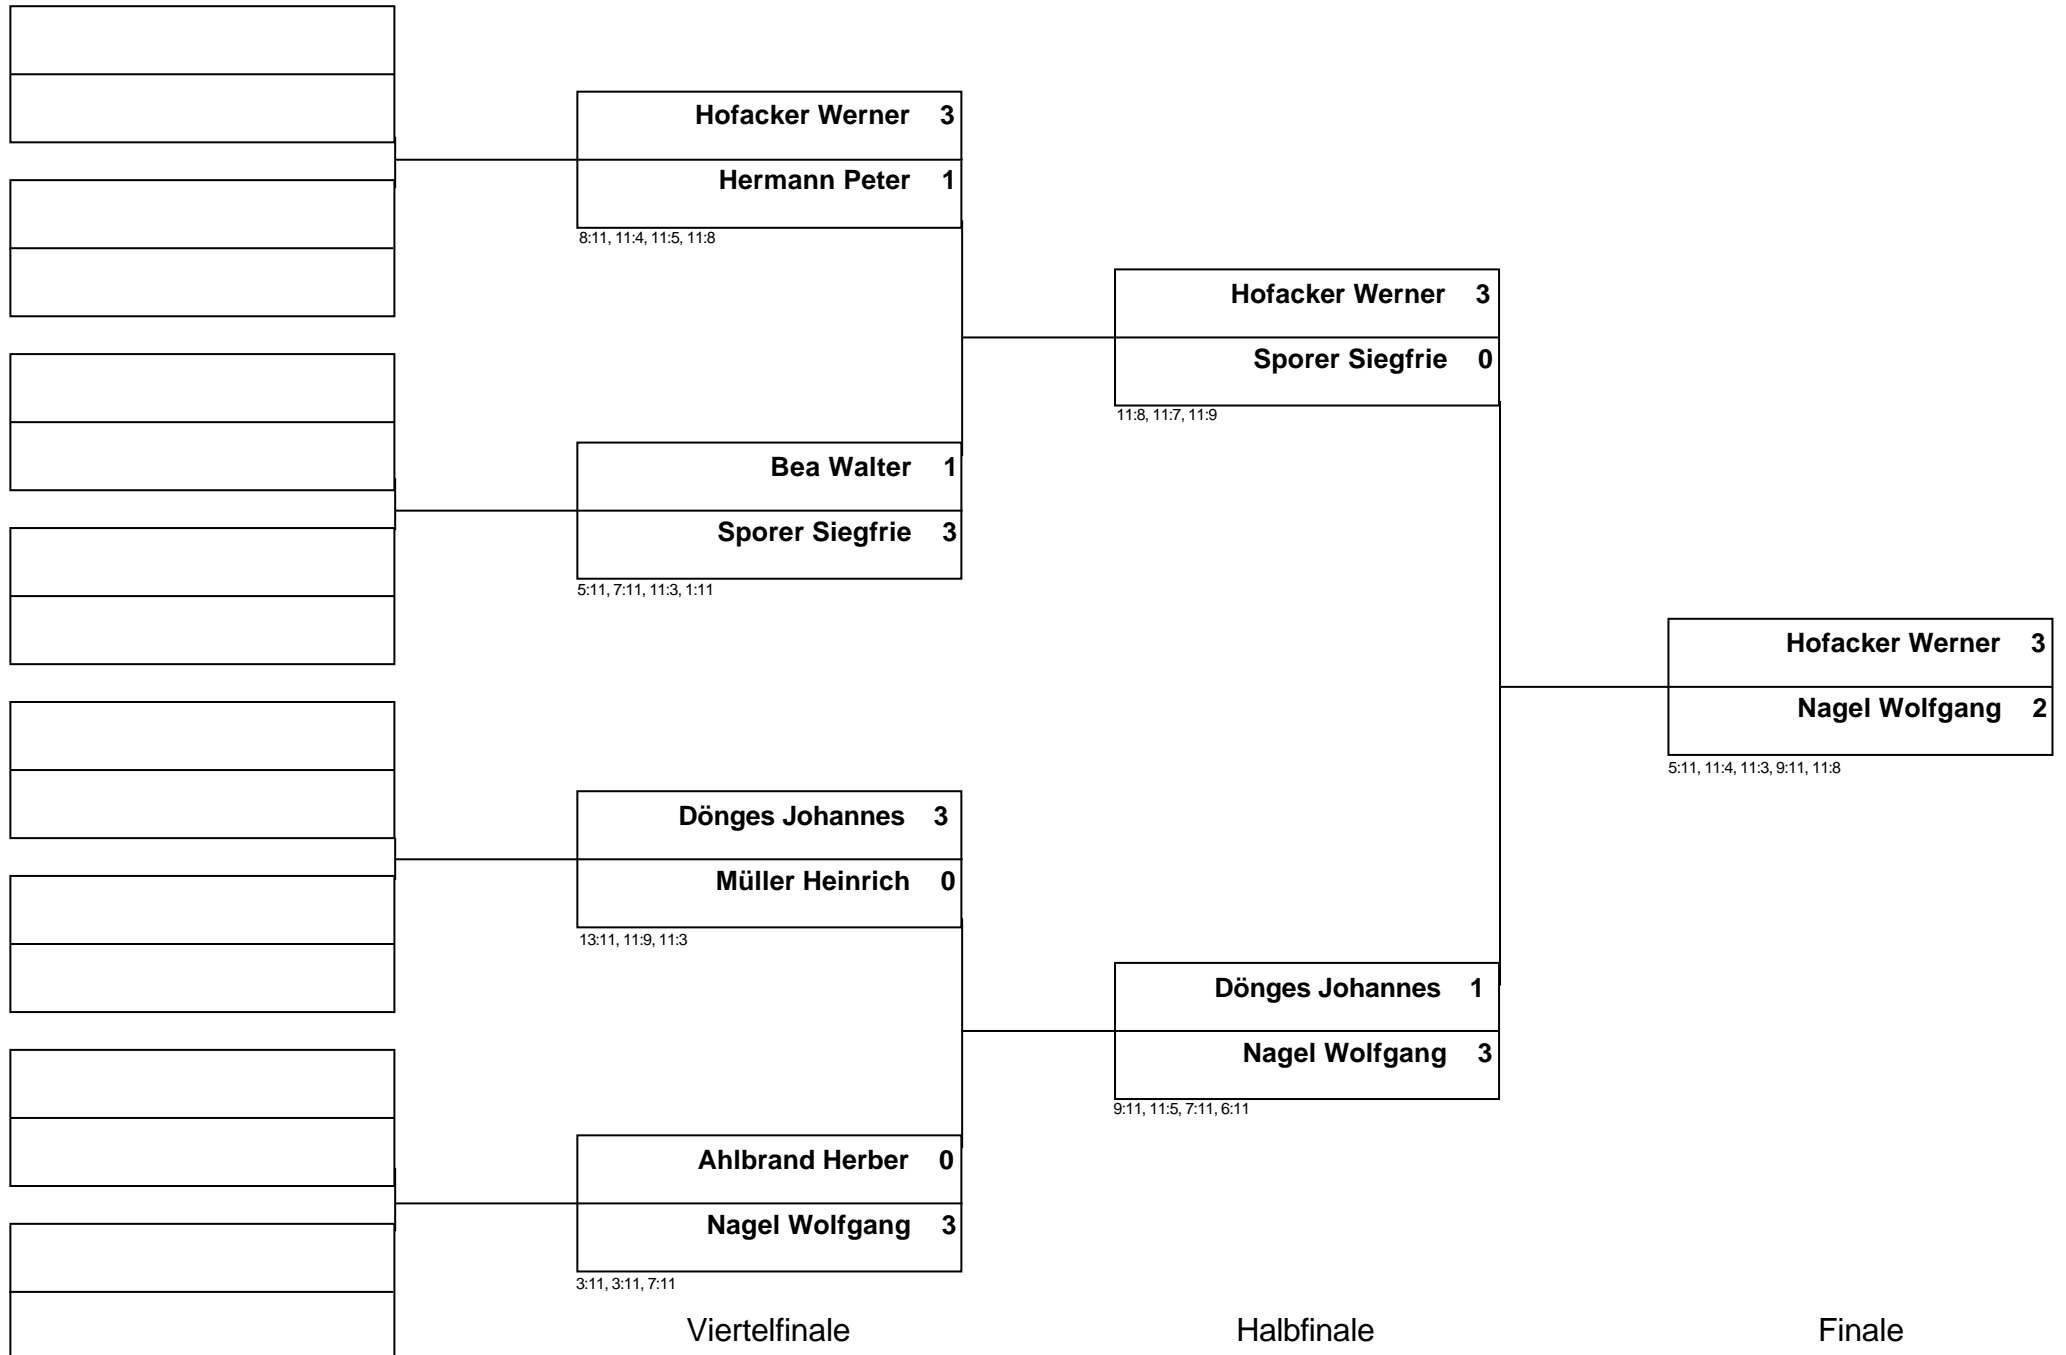 Hofacker Werner 3
Hermann Peter 1
8:11, 11:4, 11:5, 11:8
Bea Walter 1
Sporer Siegfrie 3
5:11, 7:11, 11:3, 1:11
Dönges Johannes 3
Müller Heinrich 0
13:11, 11:9, 11:3
Ahlbrand Herber 0
Nagel Wolfgang 3
3:11, 3:11, 7:11
Viertelfinale
Hofacker Werner 3
Sporer Siegfrie 0
11:8, 11:7, 11:9
Dönges Johannes 1
Nagel Wolfgang 3
9:11, 11:5, 7:11, 6:11
Halbfinale
Hofacker Werner 3
Nagel Wolfgang 2
5:11, 11:4, 11:3, 9:11, 11:8
Finale